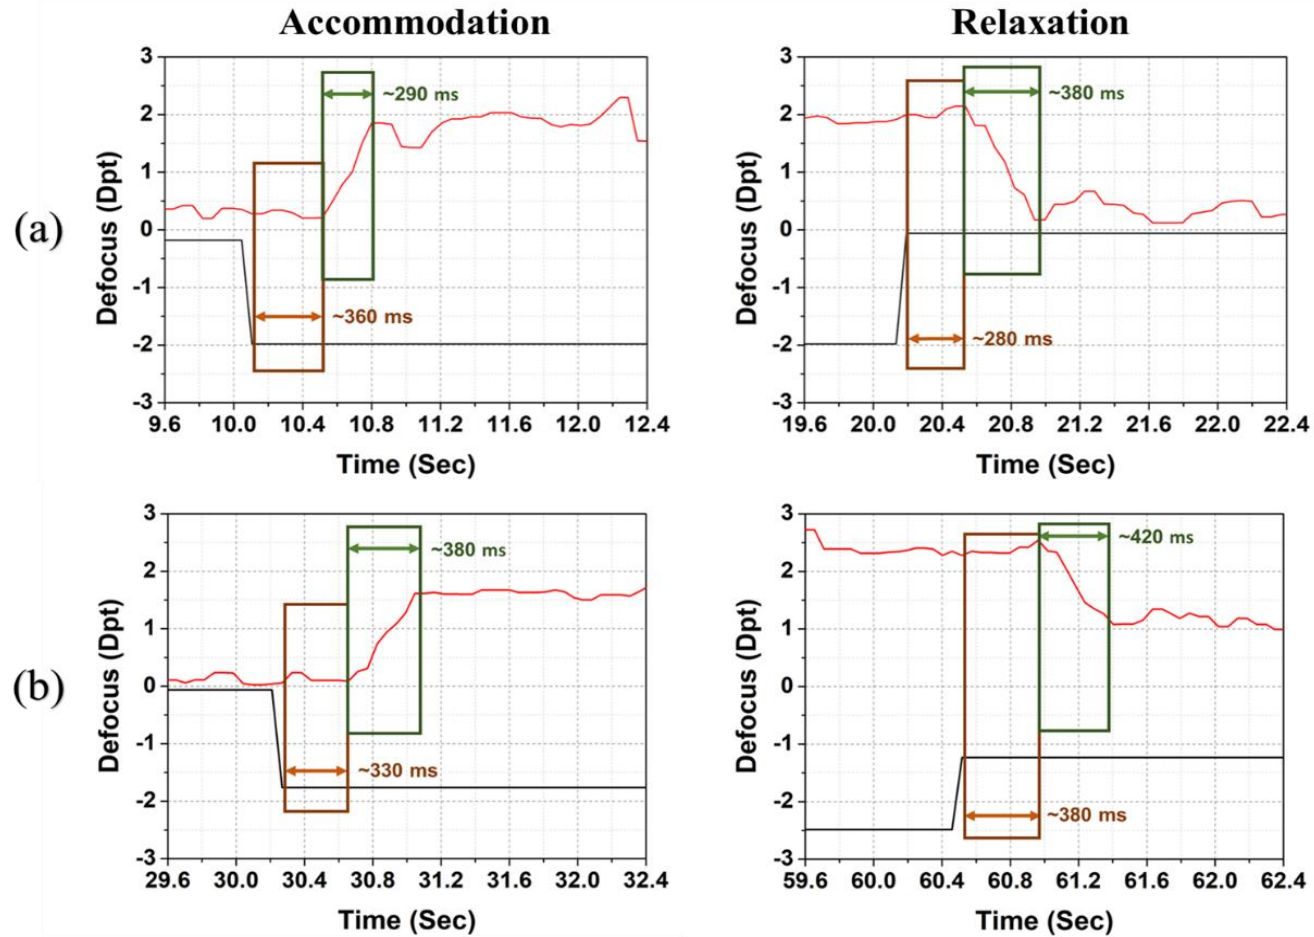 Accommodation
Relaxation
(a)
Defocus (Dpt)
3
2
1
0
-1
-2
-3
~290 ms
~360 ms
9.6 10.0 10.4 10.8 11.2 11.6 12.0 12.4
Time (Sec)
Defocus (Dpt)
3
2
1
0
-1
-2
-3
~380 ms
~280 ms
19.6 20.0 20.4 20.8 21.2 21.6 22.0 22.4
Time (Sec)
(b)
Defocus (Dpt)
3
2
1
0
-1
-2
-3
~380 ms
~330 ms
29.6 30.0 30.4 30.8 31.2 31.6 32.0 32.4
Time (Sec)
Defocus (Dpt)
3
2
1
0
-1
-2
-3
~420 ms
~380 ms
59.6 60.0 60.4 60.8 61.2 61.6 62.0 62.4
Time (Sec)